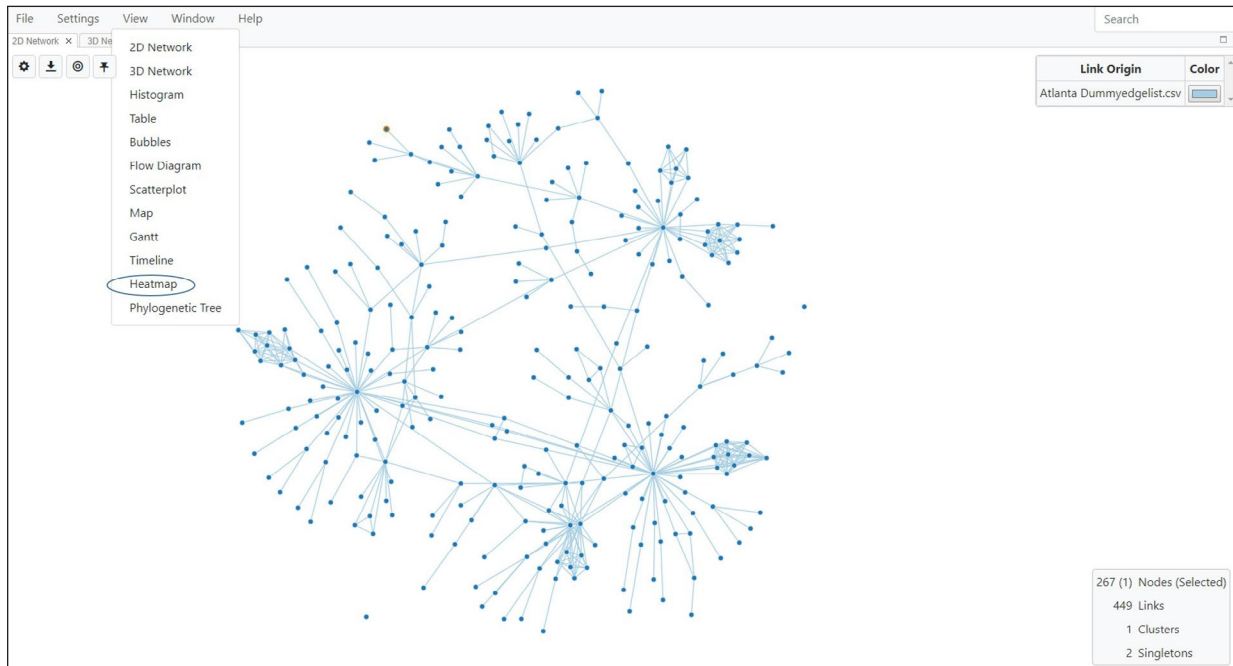 File Settings View Window Help Search
2D Network × 3D Ne
2D Network
3D Network
Histogram
Table
Bubbles
Flow Diagram
Scatterplot
Map
Gantt
Timeline
Heatmap
Phylogenetic Tree
Link Origin Color
Atlanta Dummyedgelist.csv
267 (1) Nodes (Selected)
449 Links
1 Clusters
2 Singletons